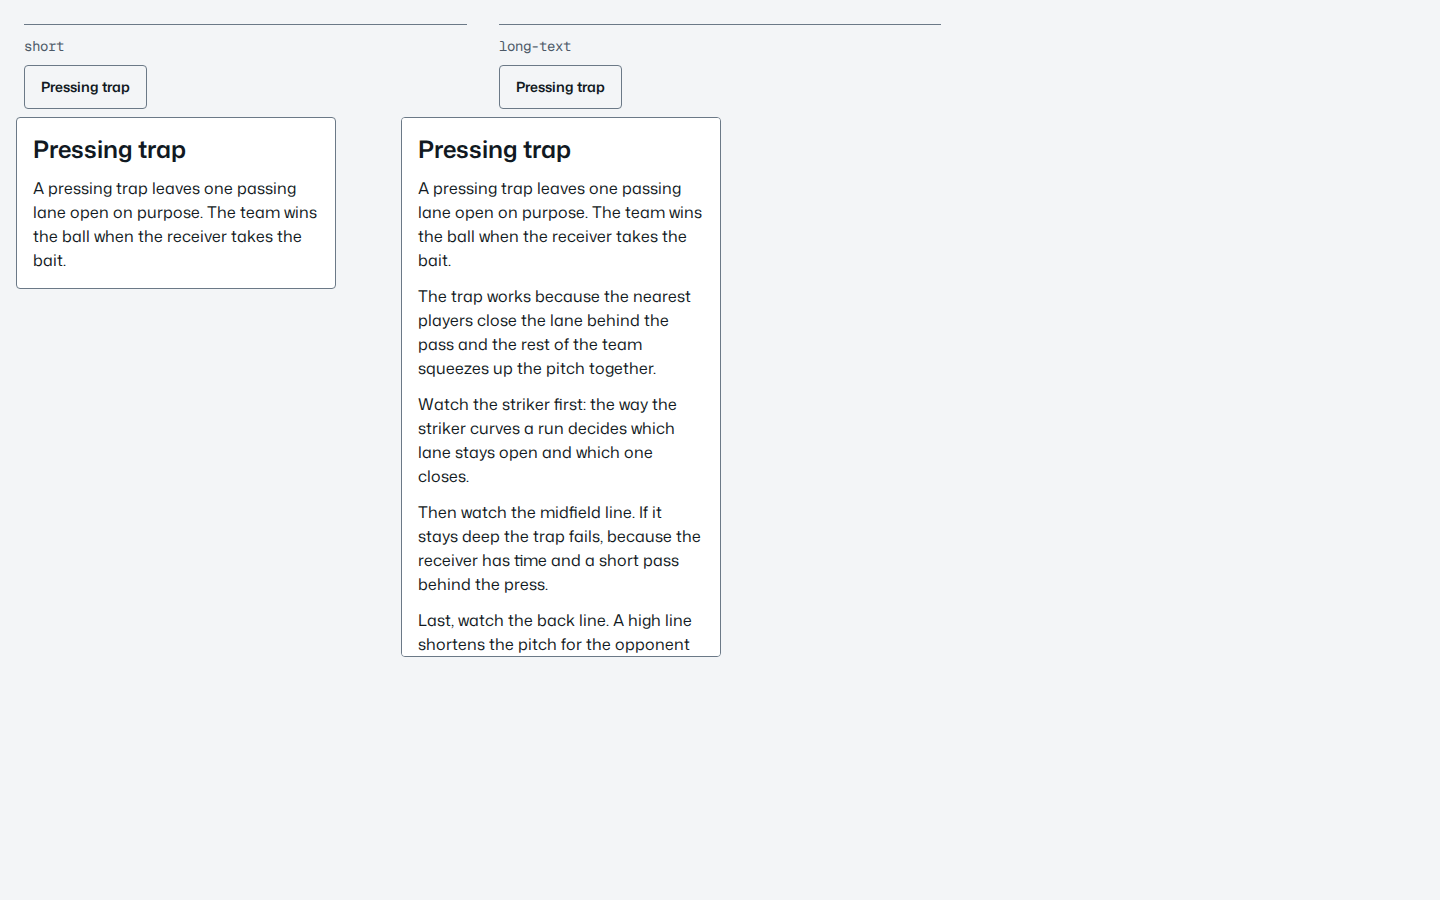 short
Pressing trap
Pressing trap
A pressing trap leaves one passing
lane open on purpose. The team wins
the ball when the receiver takes the
bait.
long-text
Pressing trap
Pressing trap
A pressing trap leaves one passing
lane open on purpose. The team wins
the ball when the receiver takes the
bait.
The trap works because the nearest
players close the lane behind the
pass and the rest of the team
squeezes up the pitch together.
Watch the striker first: the way the
striker curves a run decides which
lane stays open and which one
closes.
Then watch the midfield line. If it
stays deep the trap fails, because the
receiver has time and a short pass
behind the press.
Last, watch the back line. A high line
shortens the pitch for the opponent